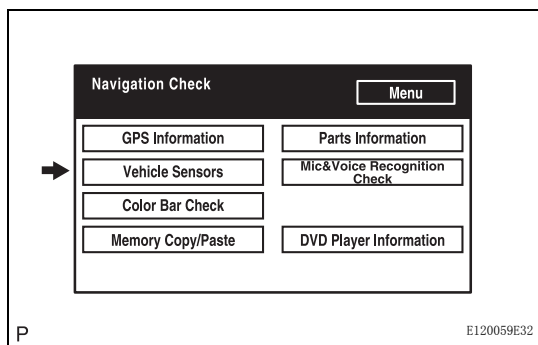 Navigation Check
Menu
GPS Information
Parts Information
Vehicle Sensors
Mic&Voice Recognition
Check
Color Bar Check
Memory Copy/Paste
DVD Player Information
P
E120059E32